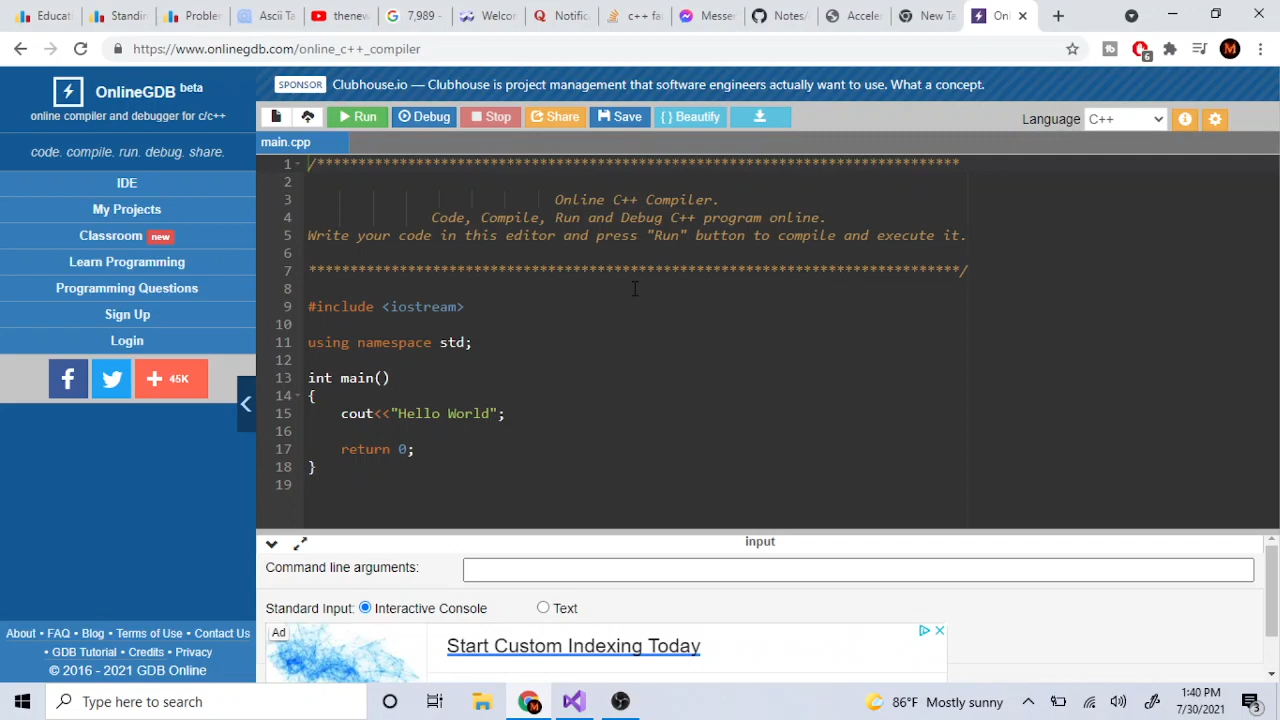 Educati
Standin
Problen
Ascii Ta
thenew
7,989 -
Welcon
Notific
c++ fa
Messer
Notes/
Acceler
New Ta
Onl
https://www.onlinegdb.com/online_c++_compiler
6
M
OnlineGDB beta
online compiler and debugger for c/c++
code. compile. run. debug. share.
IDE
My Projects
Classroom new
Learn Programming
Programming Questions
Sign Up
Login
+ 45K
About • FAQ • Blog • Terms of Use • Contact Us
• GDB Tutorial • Credits • Privacy
© 2016 - 2021 GDB Online
SPONSOR Clubhouse.io — Clubhouse is project management that software engineers actually want to use. What a concept.
Run Debug Stop Share Save { } Beautify Language C++
main.cpp
1 /******************************************************************************
2
3 Online C++ Compiler.
4 Code, Compile, Run and Debug C++ program online.
5 Write your code in this editor and press "Run" button to compile and execute it.
6
7 *******************************************************************************/
8
9 #include <iostream>
10
11 using namespace std;
12
13 int main()
14 {
15 cout<<"Hello World";
16
17 return 0;
18 }
19
input
Command line arguments:
Standard Input: Interactive Console Text
Ad
Start Custom Indexing Today
Type here to search
86°F Mostly sunny
1:40 PM
7/30/2021
3